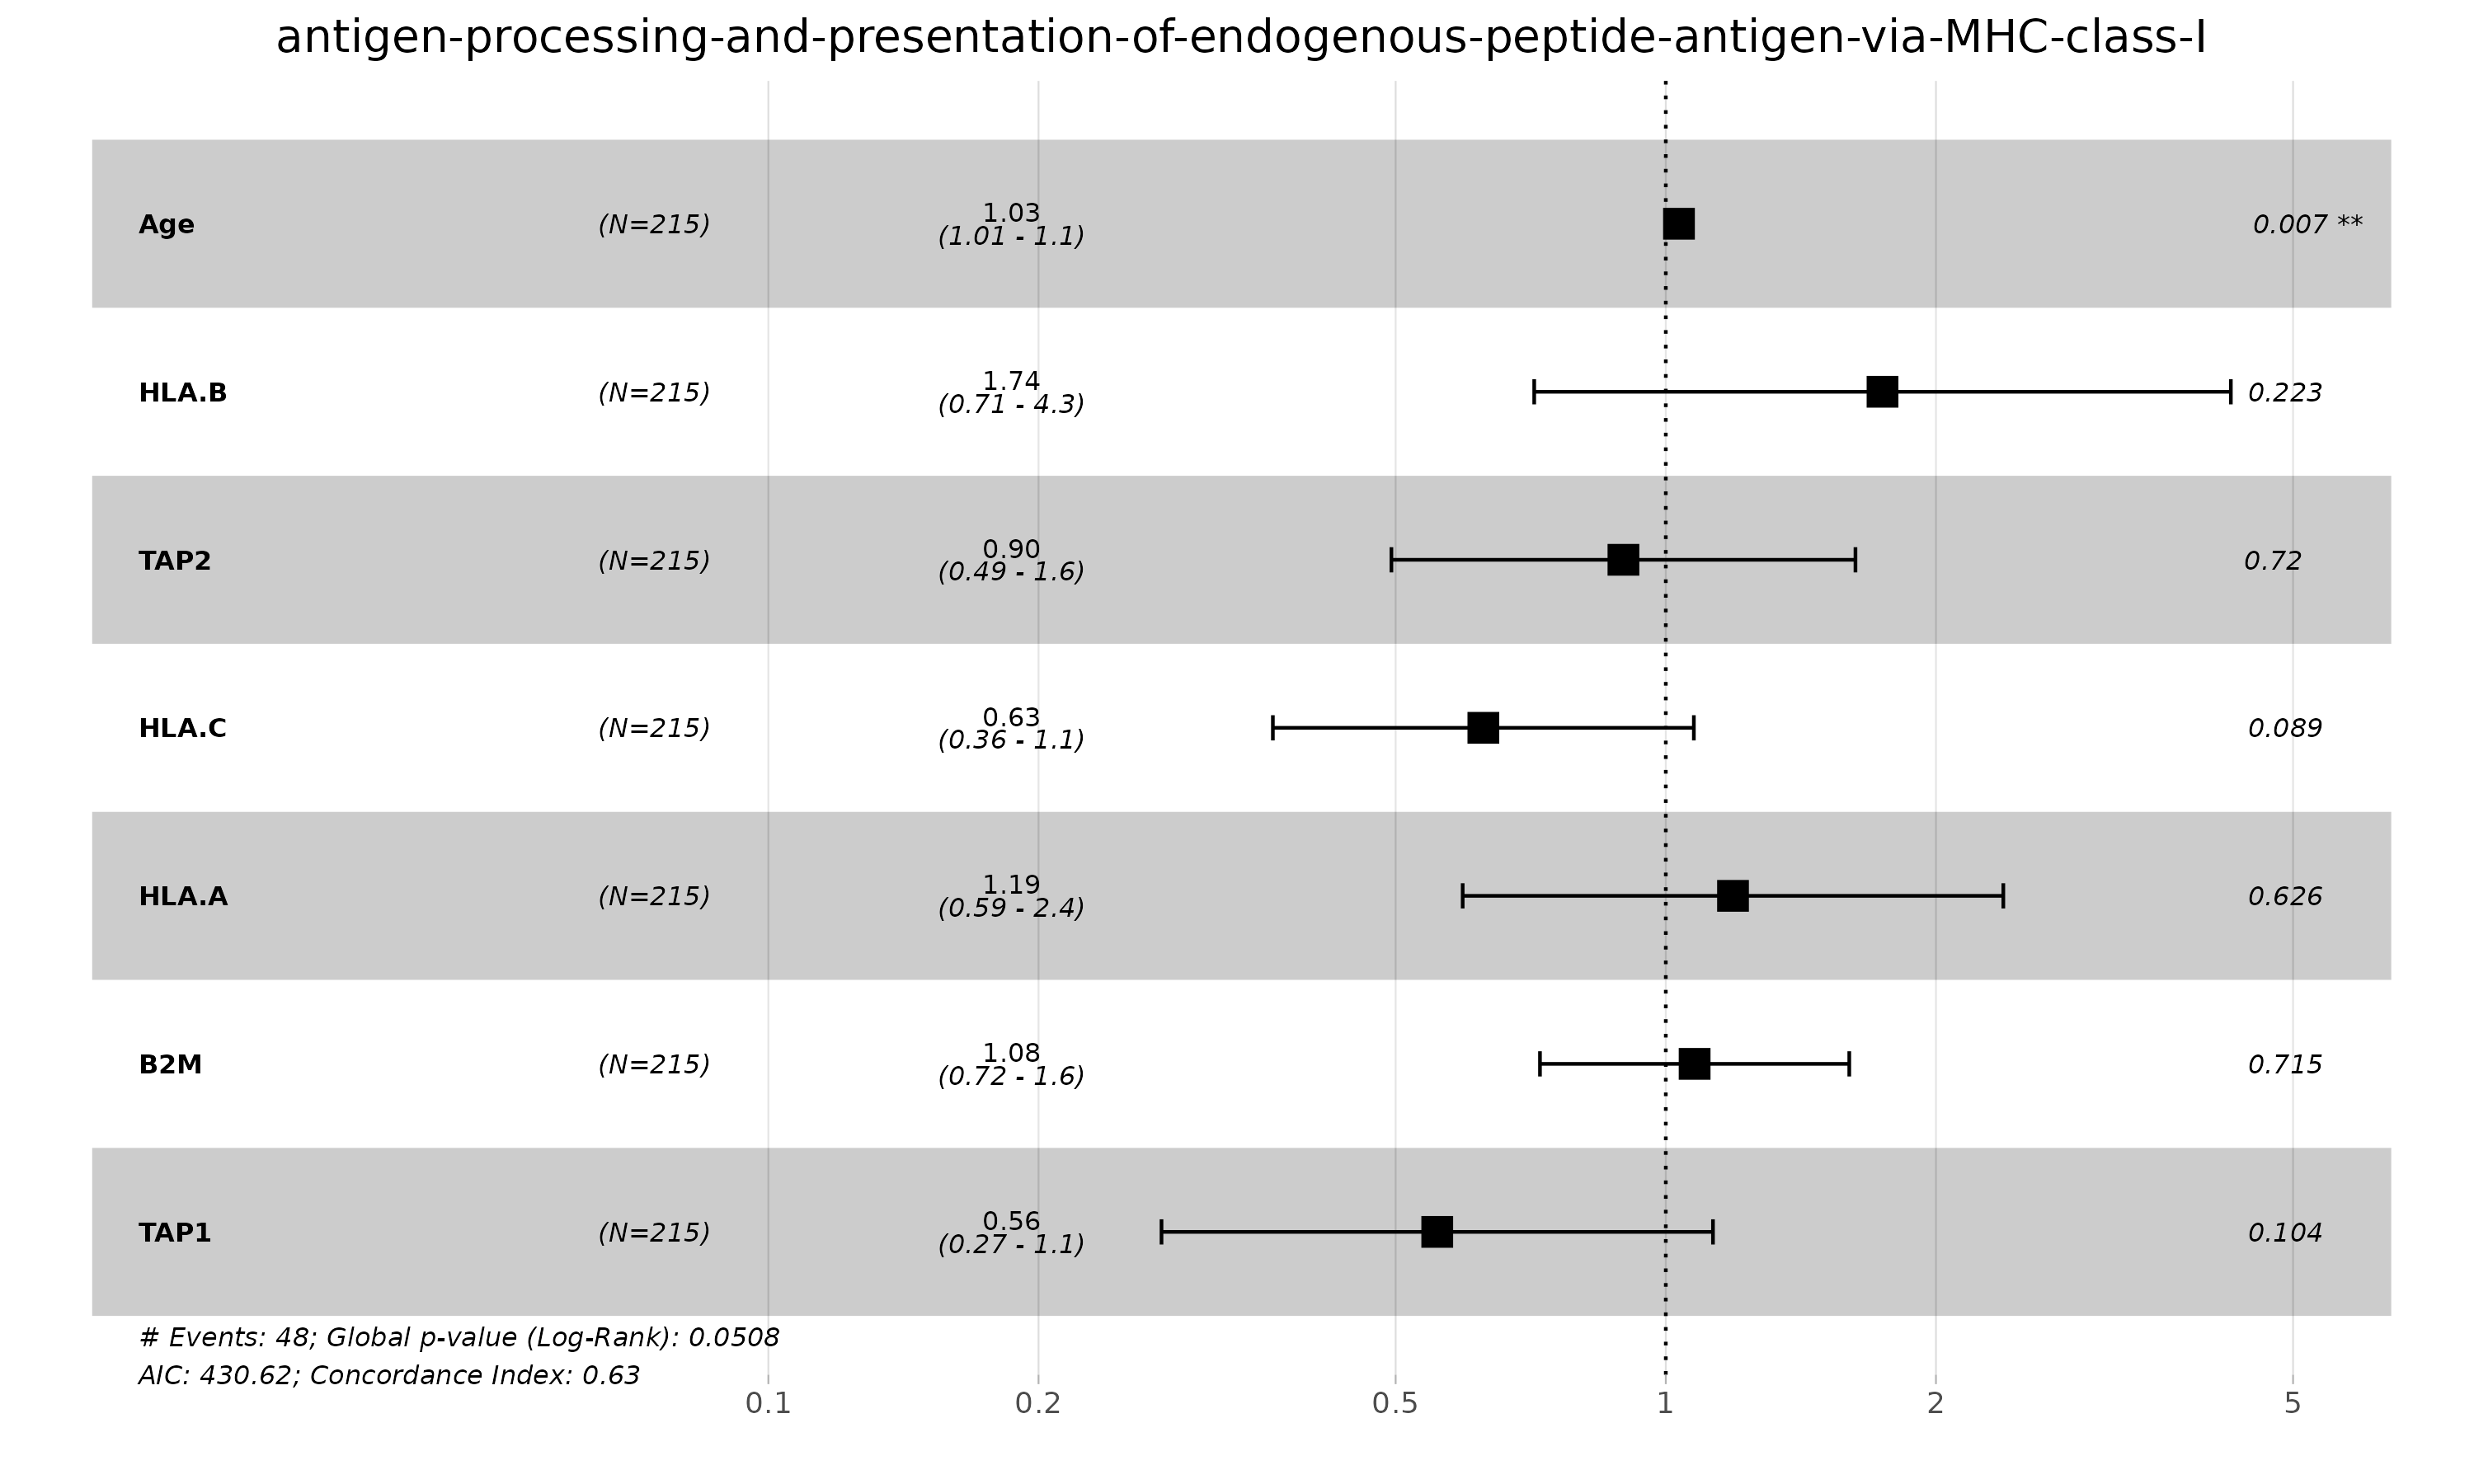 antigen-processing-and-presentation-of-endogenous-peptide-antigen-via-MHC-class-I
Age (N=215) 1.03 (1.01 - 1.1) 0.007 **
HLA.B (N=215) 1.74 (0.71 - 4.3) 0.223
TAP2 (N=215) 0.90 (0.49 - 1.6) 0.72
HLA.C (N=215) 0.63 (0.36 - 1.1) 0.089
HLA.A (N=215) 1.19 (0.59 - 2.4) 0.626
B2M (N=215) 1.08 (0.72 - 1.6) 0.715
TAP1 (N=215) 0.56 (0.27 - 1.1) 0.104
# Events: 48; Global p-value (Log-Rank): 0.0508
AIC: 430.62; Concordance Index: 0.63
0.1 0.2 0.5 1 2 5